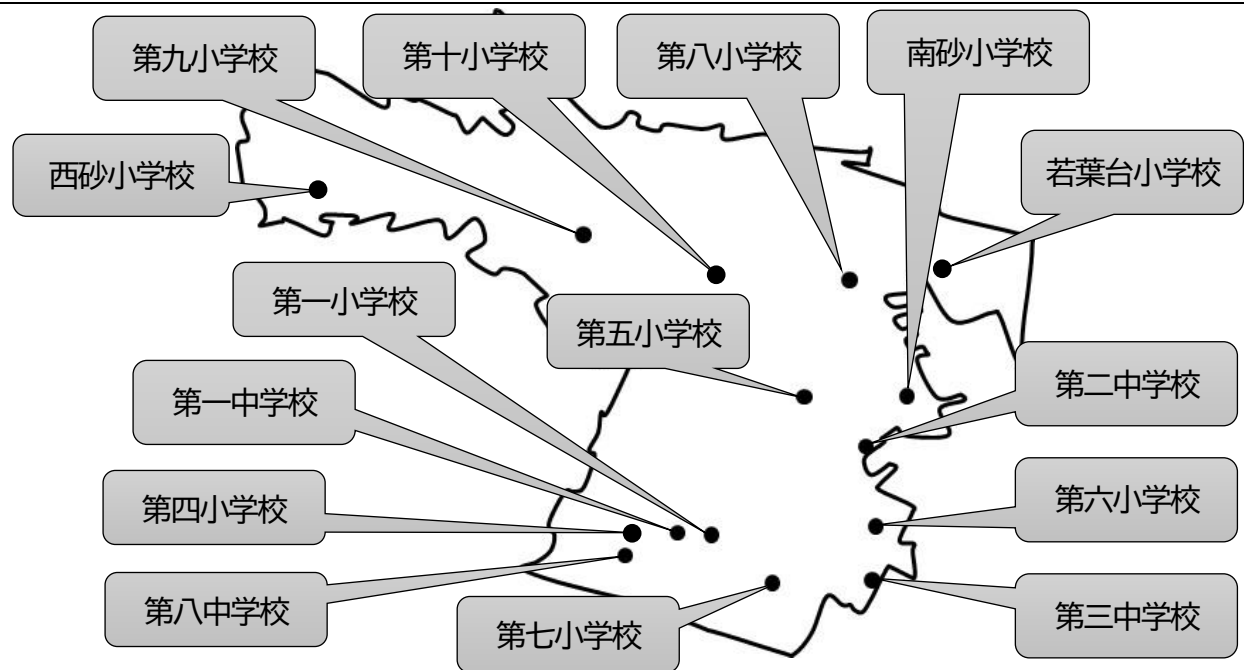 第九小学校
第十小学校
第八小学校
南砂小学校
西砂小学校
若葉台小学校
第一小学校
第五小学校
第一中学校
第二中学校
第四小学校
第六小学校
第八中学校
第七小学校
第三中学校